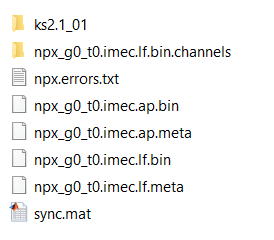 ks2.1_01
npx_g0_t0.imec.lf.bin.channels
npx.errors.txt
npx_g0_t0.imec.ap.bin
npx_g0_t0.imec.ap.meta
npx_g0_t0.imec.lf.bin
npx_g0_t0.imec.lf.meta
sync.mat